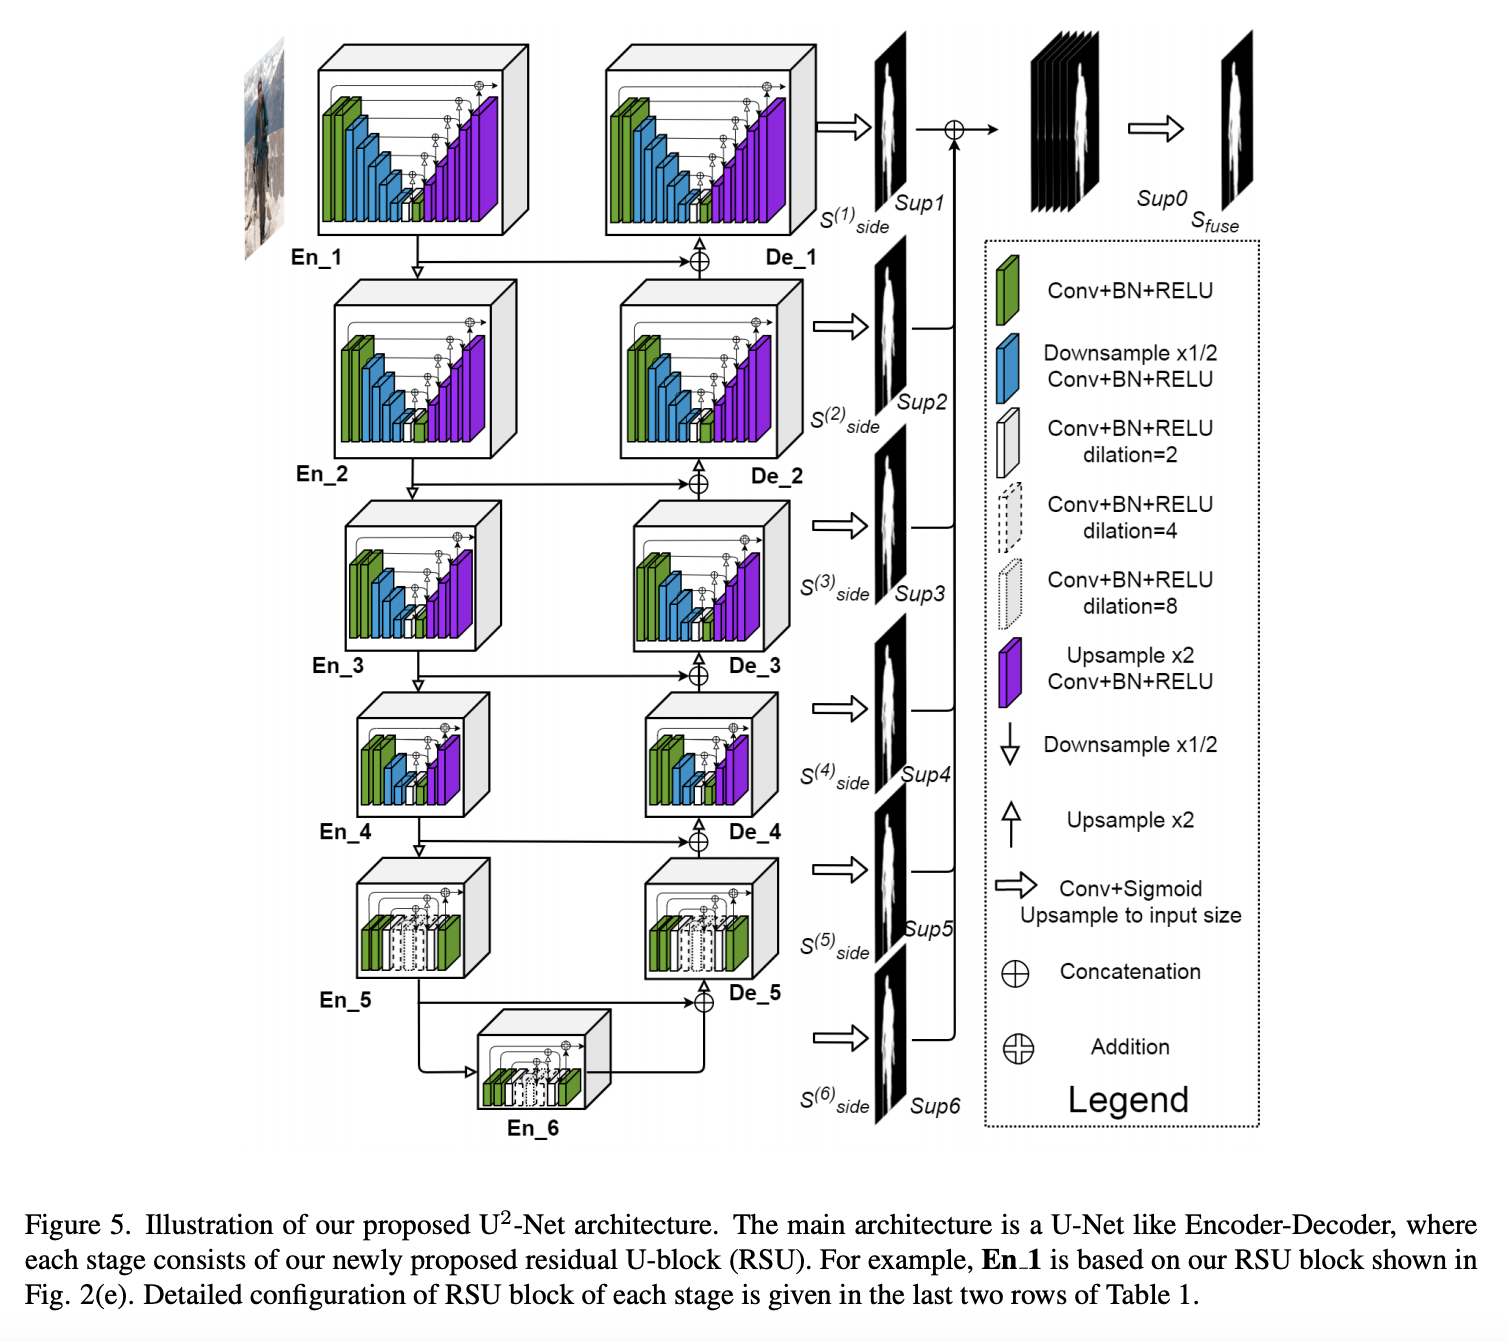 En_1
De_1
S(1)side
Sup1
Sup0
Sfuse
En_2
De_2
S(2)side
Sup2
En_3
De_3
S(3)side
Sup3
En_4
De_4
S(4)side
Sup4
En_5
De_5
S(5)side
Sup5
En_6
S(6)side
Sup6
Conv+BN+RELU
Downsample x1/2
Conv+BN+RELU
Conv+BN+RELU
dilation=2
Conv+BN+RELU
dilation=4
Conv+BN+RELU
dilation=8
Upsample x2
Conv+BN+RELU
Downsample x1/2
Upsample x2
Conv+Sigmoid
Upsample to input size
Concatenation
Addition
Legend
Figure 5. Illustration of our proposed U²-Net architecture. The main architecture is a U-Net like Encoder-Decoder, where
each stage consists of our newly proposed residual U-block (RSU). For example, En_1 is based on our RSU block shown in
Fig. 2(e). Detailed configuration of RSU block of each stage is given in the last two rows of Table 1.